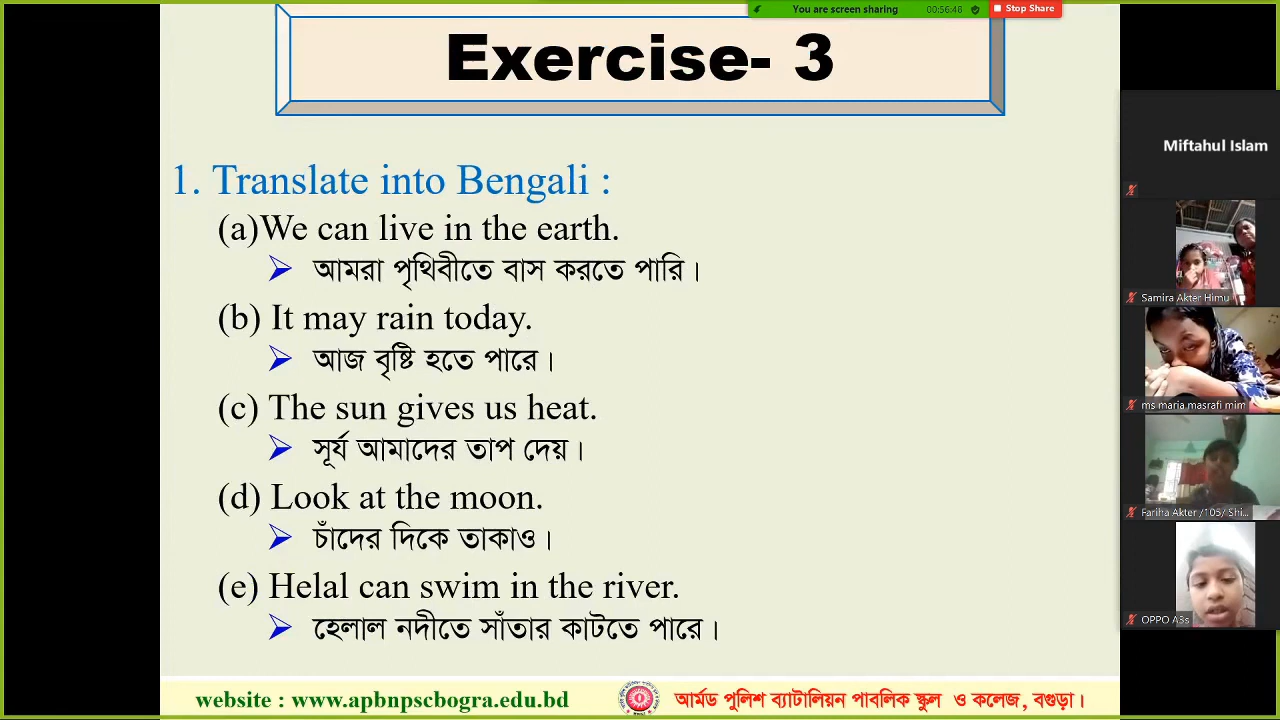 You are screen sharing 00:56:46 Stop Share
Exercise- 3
1. Translate into Bengali :
(a)We can live in the earth.
আমরা পৃথিবীতে বাস করতে পারি।
(b) It may rain today.
আজ বৃষ্টি হতে পারে।
(c) The sun gives us heat.
সূর্য আমাদের তাপ দেয়।
(d) Look at the moon.
চাঁদের দিকে তাকাও।
(e) Helal can swim in the river.
হেলাল নদীতে সাঁতার কাটতে পারে।
website : www.apbnpscbogra.edu.bd
আর্মড পুলিশ ব্যাটালিয়ন পাবলিক স্কুল ও কলেজ, বগুড়া।
Miftahul Islam
Samira Akter Himu
ms maria masrafi mim
Fariha Akter /105/ Shi...
OPPO A3s